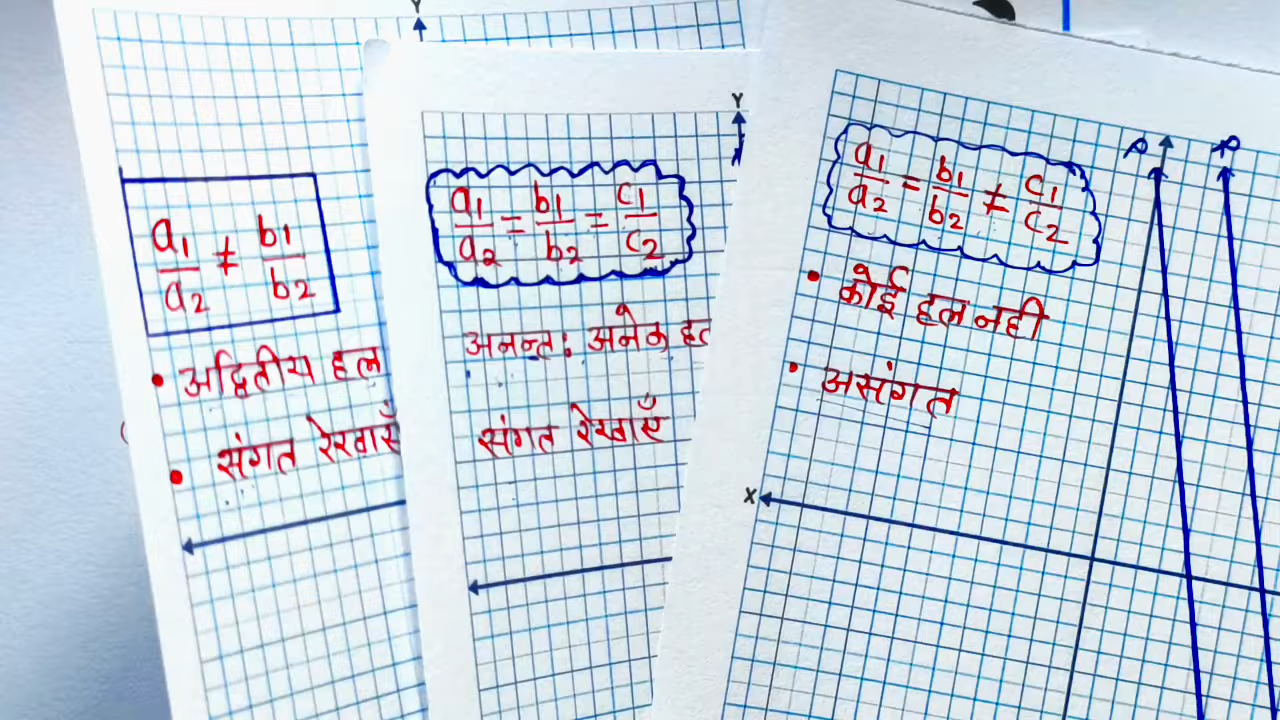 Y
a₁/a₂ ≠ b₁/b₂
• अद्वितीय हल
• संगत रेखाएँ
Y
a₁/a₂ = b₁/b₂ = c₁/c₂
अनन्त: अनेक
संगत रेखाएँ
a₁/a₂ = b₁/b₂ ≠ c₁/c₂
• कोई हल नही
• असंगत
X